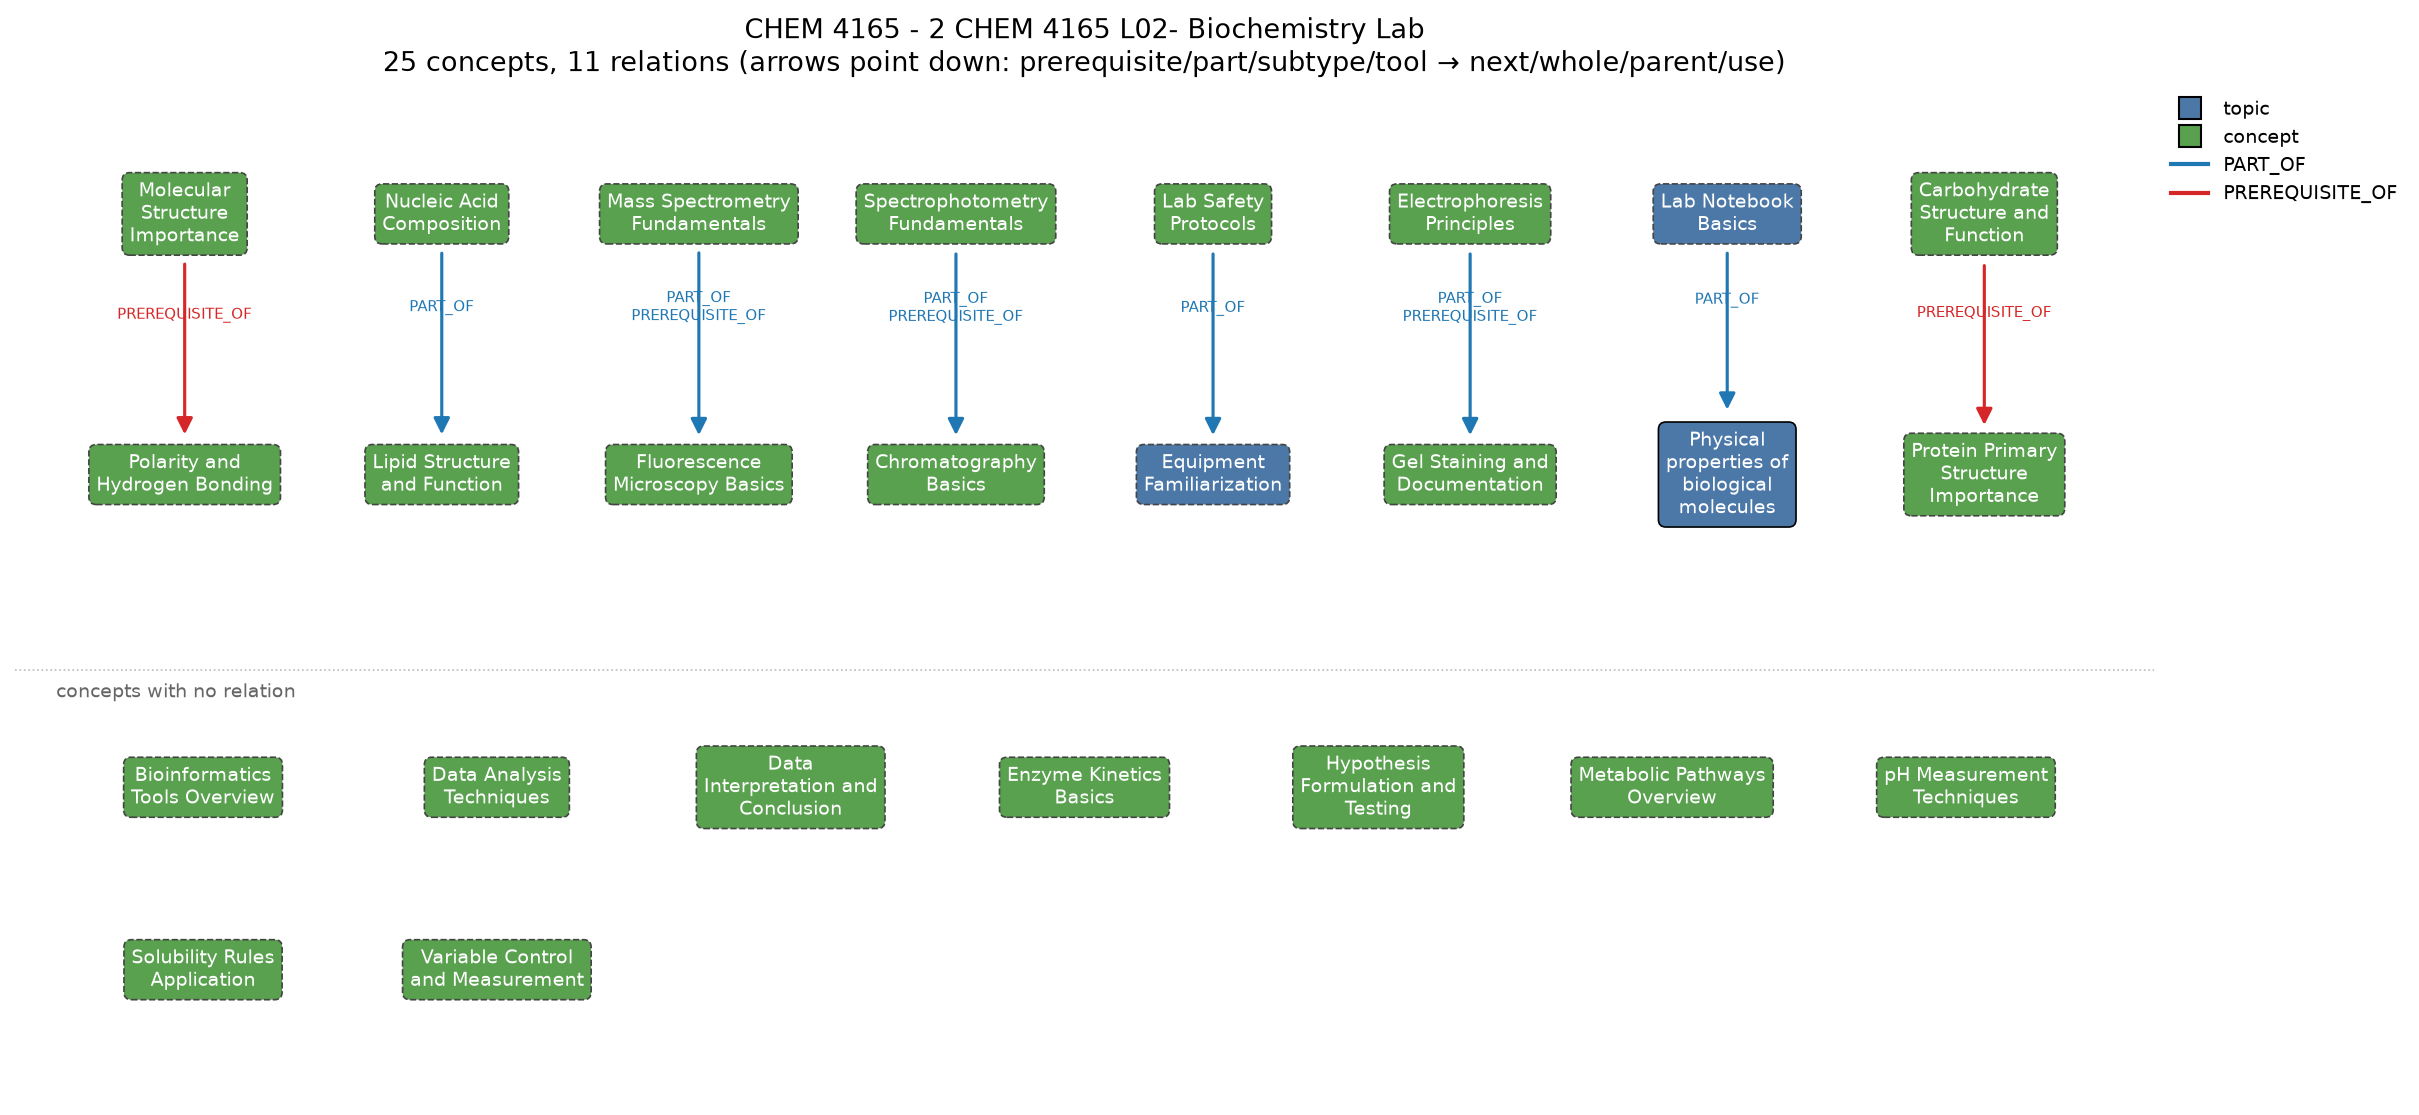 CHEM 4165 - 2 CHEM 4165 L02- Biochemistry Lab
25 concepts, 11 relations (arrows point down: prerequisite/part/subtype/tool → next/whole/parent/use)
topic
concept
PART_OF
PREREQUISITE_OF
Molecular
Structure
Importance
Nucleic Acid
Composition
Mass Spectrometry
Fundamentals
Spectrophotometry
Fundamentals
Lab Safety
Protocols
Electrophoresis
Principles
Lab Notebook
Basics
Carbohydrate
Structure and
Function
PREREQUISITE_OF
PART_OF
PART_OF
PREREQUISITE_OF
PART_OF
PREREQUISITE_OF
PART_OF
PART_OF
PREREQUISITE_OF
PART_OF
PREREQUISITE_OF
Polarity and
Hydrogen Bonding
Lipid Structure
and Function
Fluorescence
Microscopy Basics
Chromatography
Basics
Equipment
Familiarization
Gel Staining and
Documentation
Physical
properties of
biological
molecules
Protein Primary
Structure
Importance
concepts with no relation
Bioinformatics
Tools Overview
Data Analysis
Techniques
Data
Interpretation and
Conclusion
Enzyme Kinetics
Basics
Hypothesis
Formulation and
Testing
Metabolic Pathways
Overview
pH Measurement
Techniques
Solubility Rules
Application
Variable Control
and Measurement